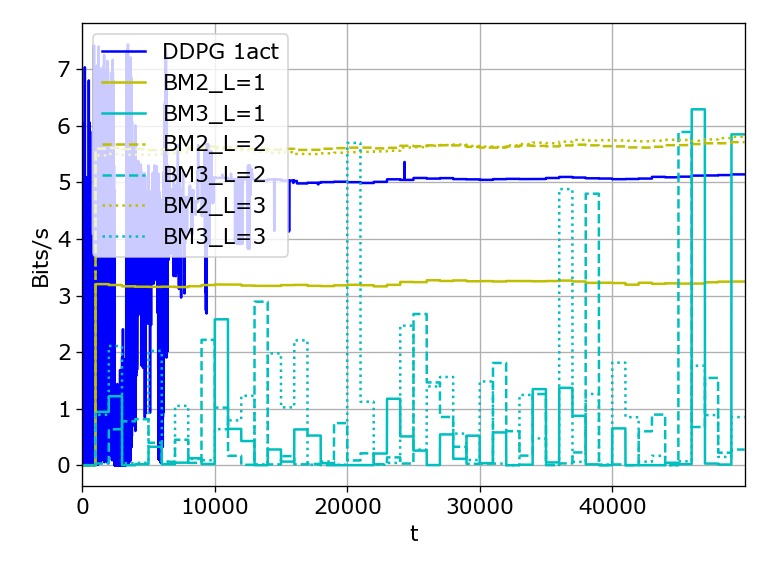 DDPG 1act
BM2_L=1
BM3_L=1
BM2_L=2
BM3_L=2
BM2_L=3
BM3_L=3
7
6
5
4
3
2
1
0
Bits/s
0 10000 20000 30000 40000
t